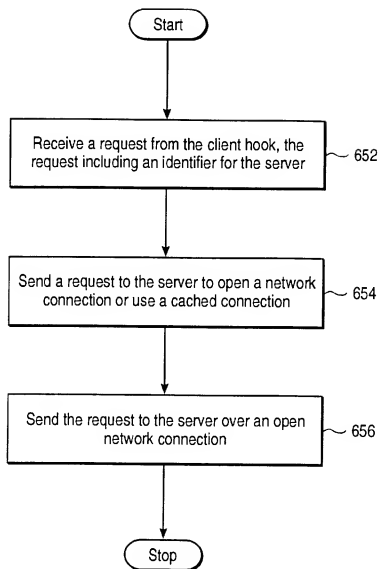 Start
Receive a request from the client hook, the
request including an identifier for the server
652
Send a request to the server to open a network
connection or use a cached connection
654
Send the request to the server over an open
network connection
656
Stop